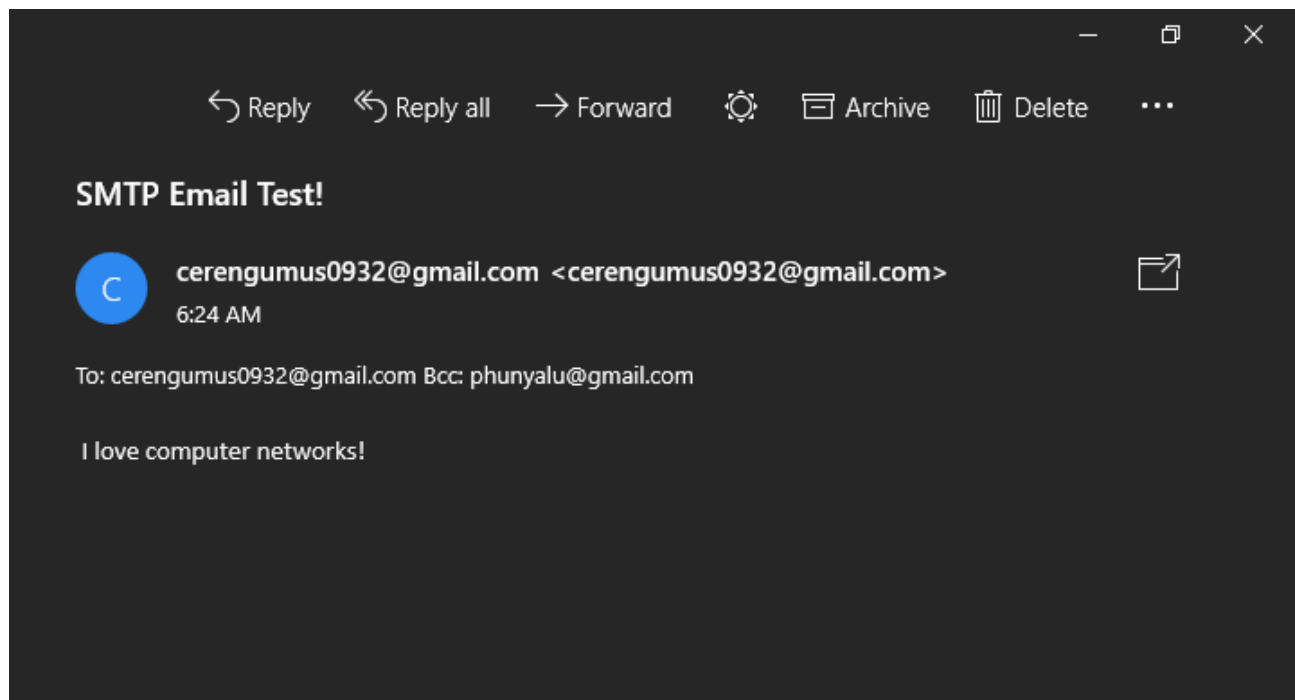 Reply Reply all Forward Archive Delete
SMTP Email Test!
C
cerengumus0932@gmail.com <cerengumus0932@gmail.com>
6:24 AM
To: cerengumus0932@gmail.com Bcc: phunyalu@gmail.com
I love computer networks!